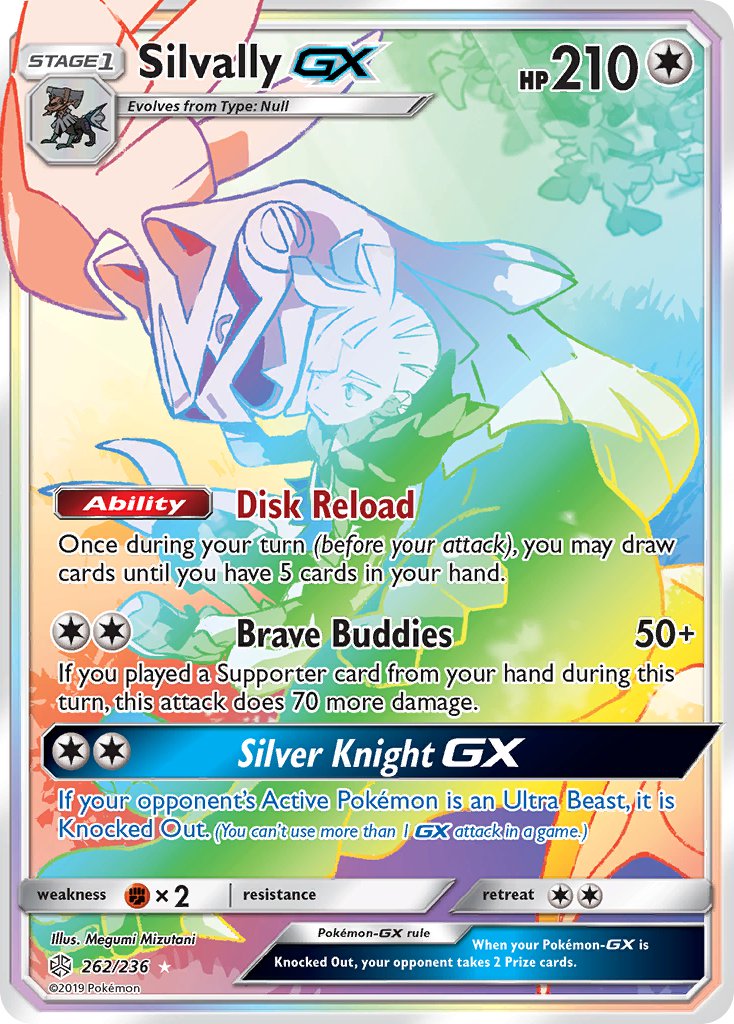 STAGE1
Silvally GX
HP210
Evolves from Type: Null
Ability Disk Reload
Once during your turn (before your attack), you may draw
cards until you have 5 cards in your hand.
Brave Buddies 50+
If you played a Supporter card from your hand during this
turn, this attack does 70 more damage.
Silver Knight GX
If your opponent's Active Pokémon is an Ultra Beast, it is
Knocked Out. (You can't use more than 1 GX attack in a game.)
weakness ×2 resistance retreat
Illus. Megumi Mizutani
262/236
©2019 Pokémon
Pokémon-GX rule
When your Pokémon-GX is
Knocked Out, your opponent takes 2 Prize cards.